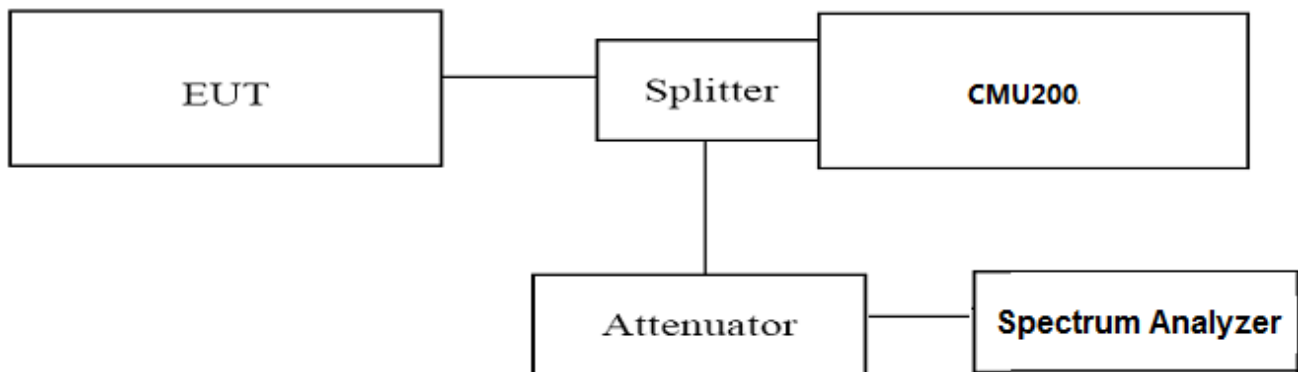 EUT
Splitter
CMU200
Attenuator
Spectrum Analyzer